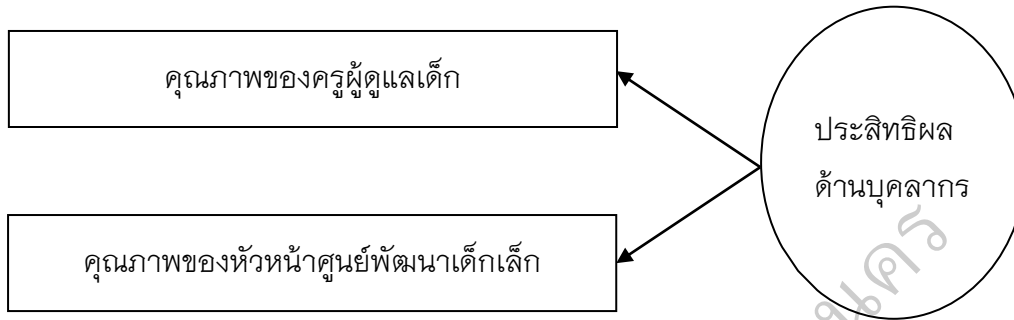 คุณภาพของครูผู้ดูแลเด็ก
ประสิทธิผล
ด้านบุคลากร
คุณภาพของหัวหน้าศูนย์พัฒนาเด็กเล็ก